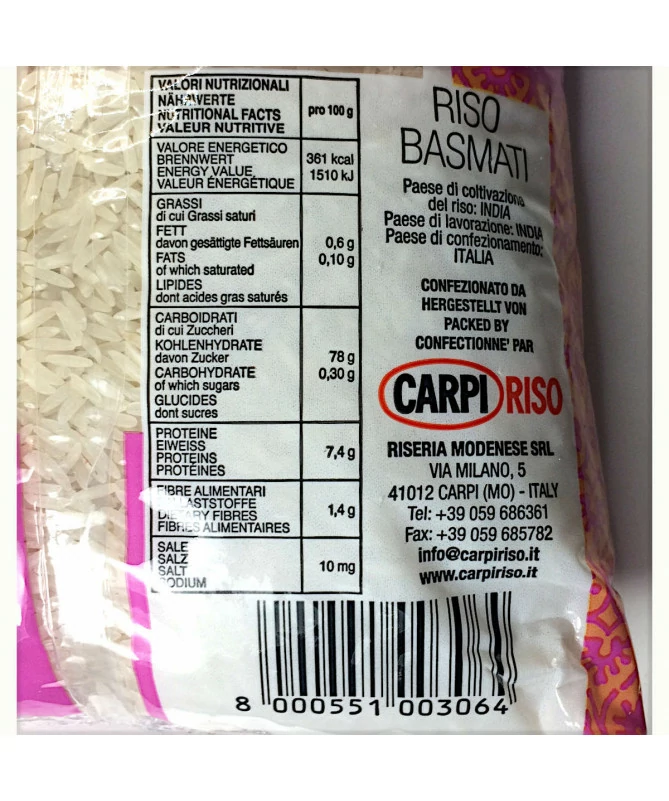 VALORI NUTRIZIONALI
NÄHRWERTE
NUTRITIONAL FACTS
VALEUR NUTRITIVE
pro 100 g
VALORE ENERGETICO
BRENNWERT
ENERGY VALUE
VALEUR ÉNERGÉTIQUE
361 kcal
1510 kJ
GRASSI
di cui Grassi saturi
FETT
davon gesättigte Fettsäuren
FATS
of which saturated
LIPIDES
dont acides gras saturés
0,6 g
0,10 g
CARBOIDRATI
di cui Zuccheri
KOHLENHYDRATE
davon Zucker
CARBOHYDRATE
of which sugars
GLUCIDES
dont sucres
78 g
0,30 g
PROTEINE
EIWEISS
PROTEINS
PROTÉINES
7,4 g
FIBRE ALIMENTARI
BALLASTSTOFFE
DIETARY FIBRES
FIBRES ALIMENTAIRES
1,4 g
SALE
SALZ
SALT
SODIUM
10 mg
RISO
BASMATI
Paese di coltivazione
del riso: INDIA
Paese di lavorazione: INDIA
Paese di confezionamento:
ITALIA
CONFEZIONATO DA
HERGESTELLT VON
PACKED BY
CONFECTIONNE' PAR
CARPI RISO
RISERIA MODENESE SRL
VIA MILANO, 5
41012 CARPI (MO) - ITALY
Tel: +39 059 686361
Fax: +39 059 685782
info@carpiriso.it
www.carpiriso.it
8 000551 003064